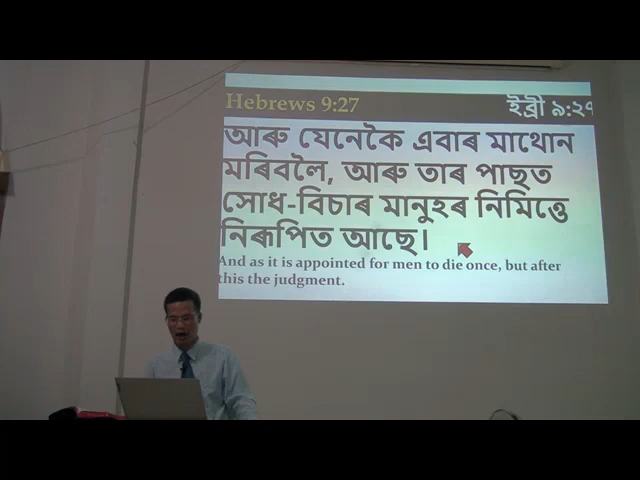 Hebrews 9:27 ইব্ৰী ৯:২৭
আৰু যেনেকৈ এবাৰ মাথোন
মৰিবলৈ, আৰু তাৰ পাছত
সোধ-বিচাৰ মানুহৰ নিমিত্তে
নিৰূপিত আছে।
And as it is appointed for men to die once, but after
this the judgment.